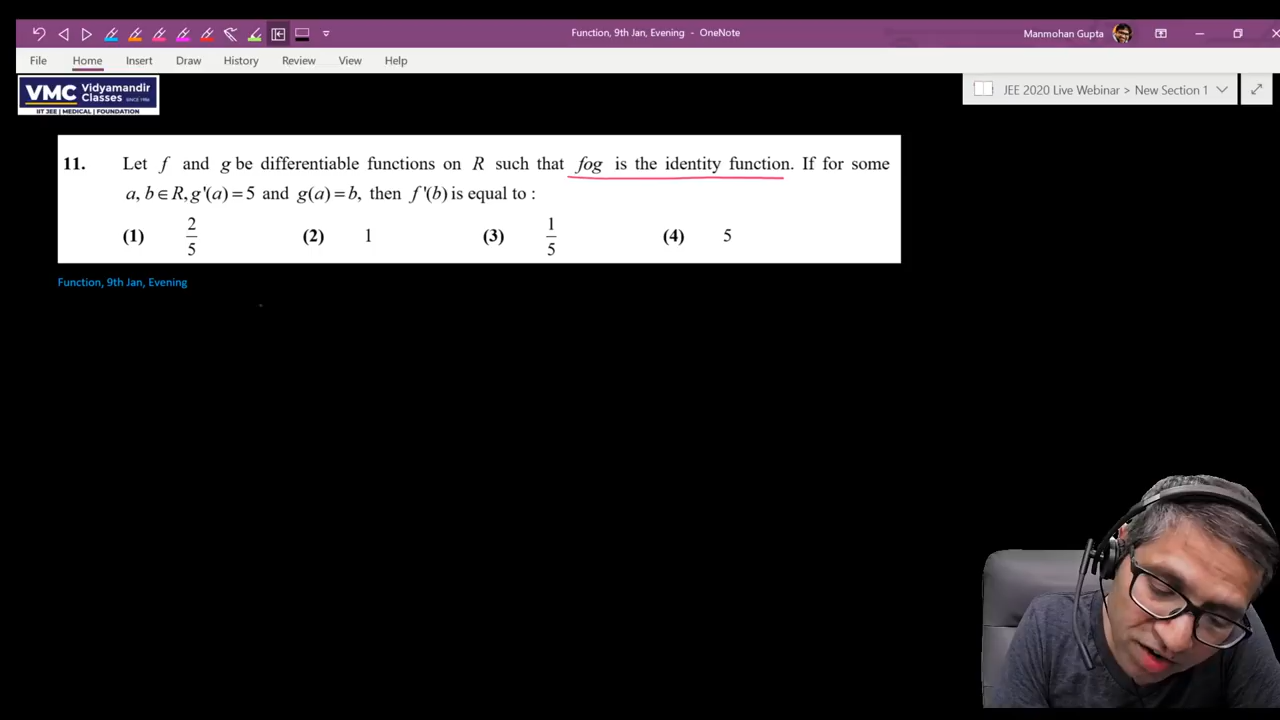 Function, 9th Jan, Evening - OneNote
Manmohan Gupta
File Home Insert Draw History Review View Help
VMC Vidyamandir Classes SINCE 1986
IIT JEE | MEDICAL | FOUNDATION
JEE 2020 Live Webinar > New Section 1
11. Let f and g be differentiable functions on R such that fog is the identity function. If for some
a, b ∈ R, g'(a) = 5 and g(a) = b, then f'(b) is equal to :
(1) 2/5 (2) 1 (3) 1/5 (4) 5
Function, 9th Jan, Evening